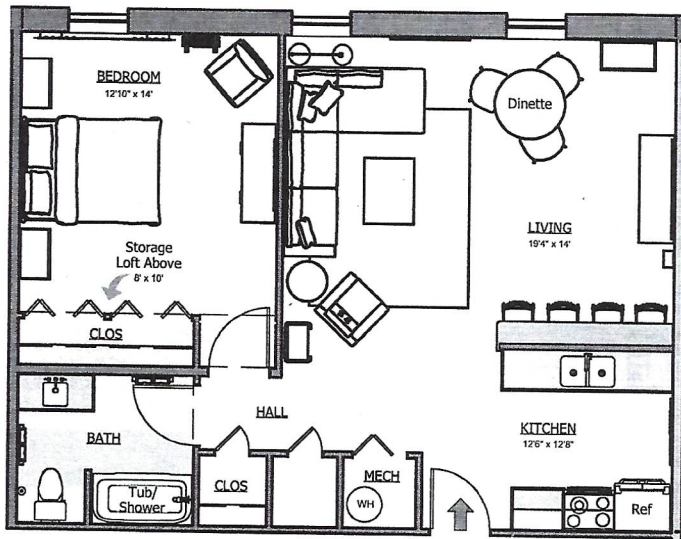 BEDROOM
12'10" x 14'
Dinette
LIVING
19'4" x 14'
Storage
Loft Above
8' x 10'
CLOS
HALL
KITCHEN
12'6" x 12'8"
BATH
Tub/
Shower
CLOS
MECH
WH
Ref